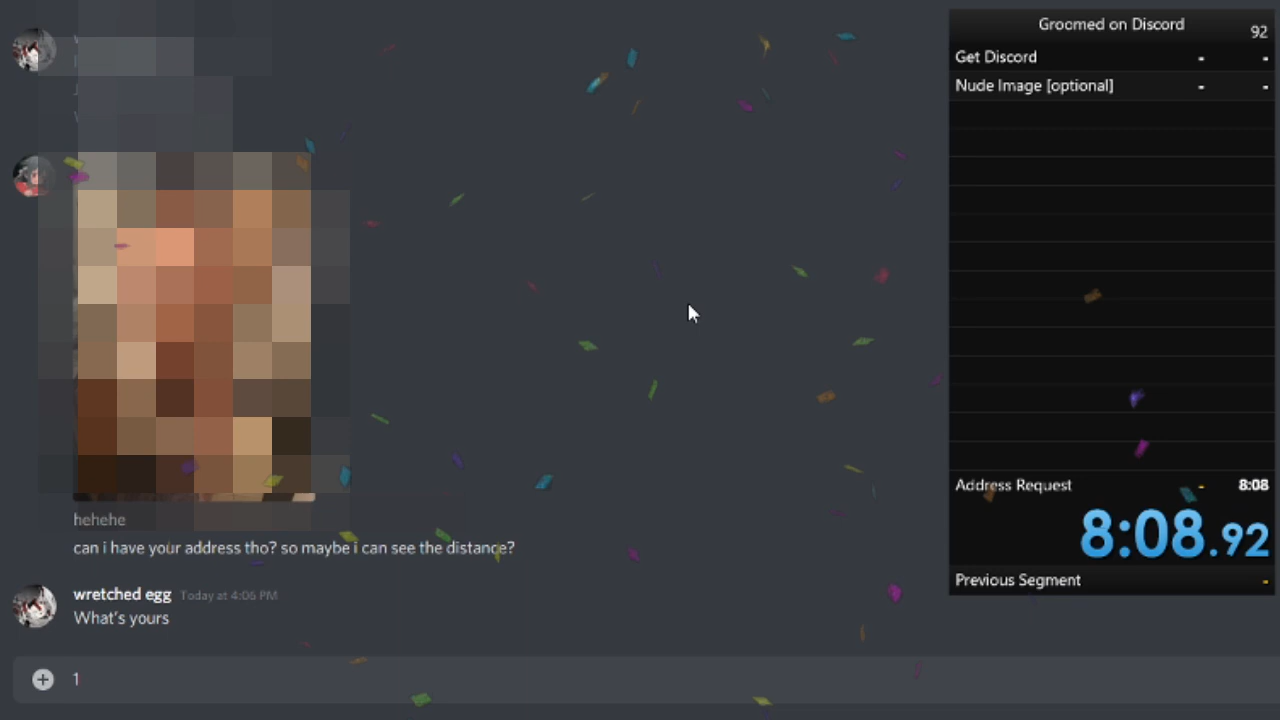 Groomed on Discord
92
Get Discord - -
Nude Image [optional] - -
hehehe
can i have your address tho? so maybe i can see the distance?
wretched egg Today at 4:06 PM
What's yours
1
Address Request - 8:08
8:08.92
Previous Segment -